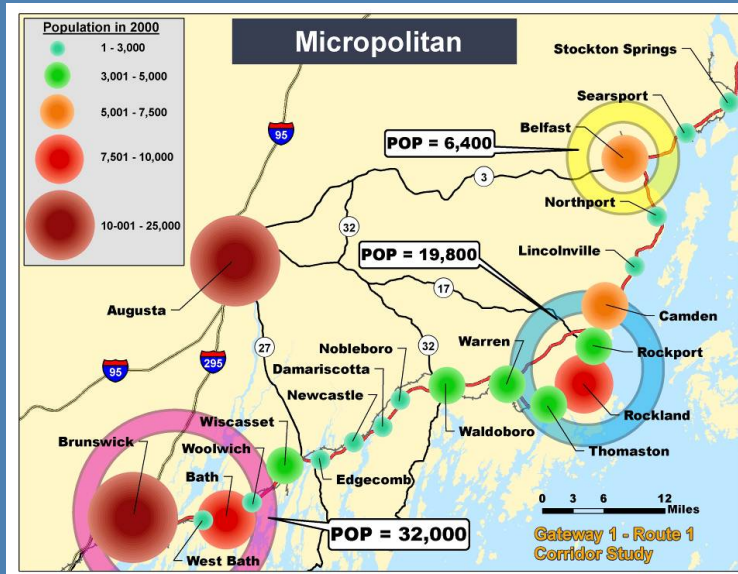 Micropolitan
Population in 2000
1 - 3,000
3,001 - 5,000
5,001 - 7,500
7,501 - 10,000
10-001 - 25,000
Stockton Springs
Searsport
95
Belfast
POP = 6,400
3
Northport
32
POP = 19,800
Lincolnville
17
Augusta
Camden
27
32
Warren
Rockport
Nobleboro
95
295
Damariscotta
Newcastle
Rockland
Wiscasset
Waldoboro
Thomaston
Brunswick
Woolwich
Bath
Edgecomb
0 3 6 12
Miles
POP = 32,000
West Bath
Gateway 1 - Route 1
Corridor Study